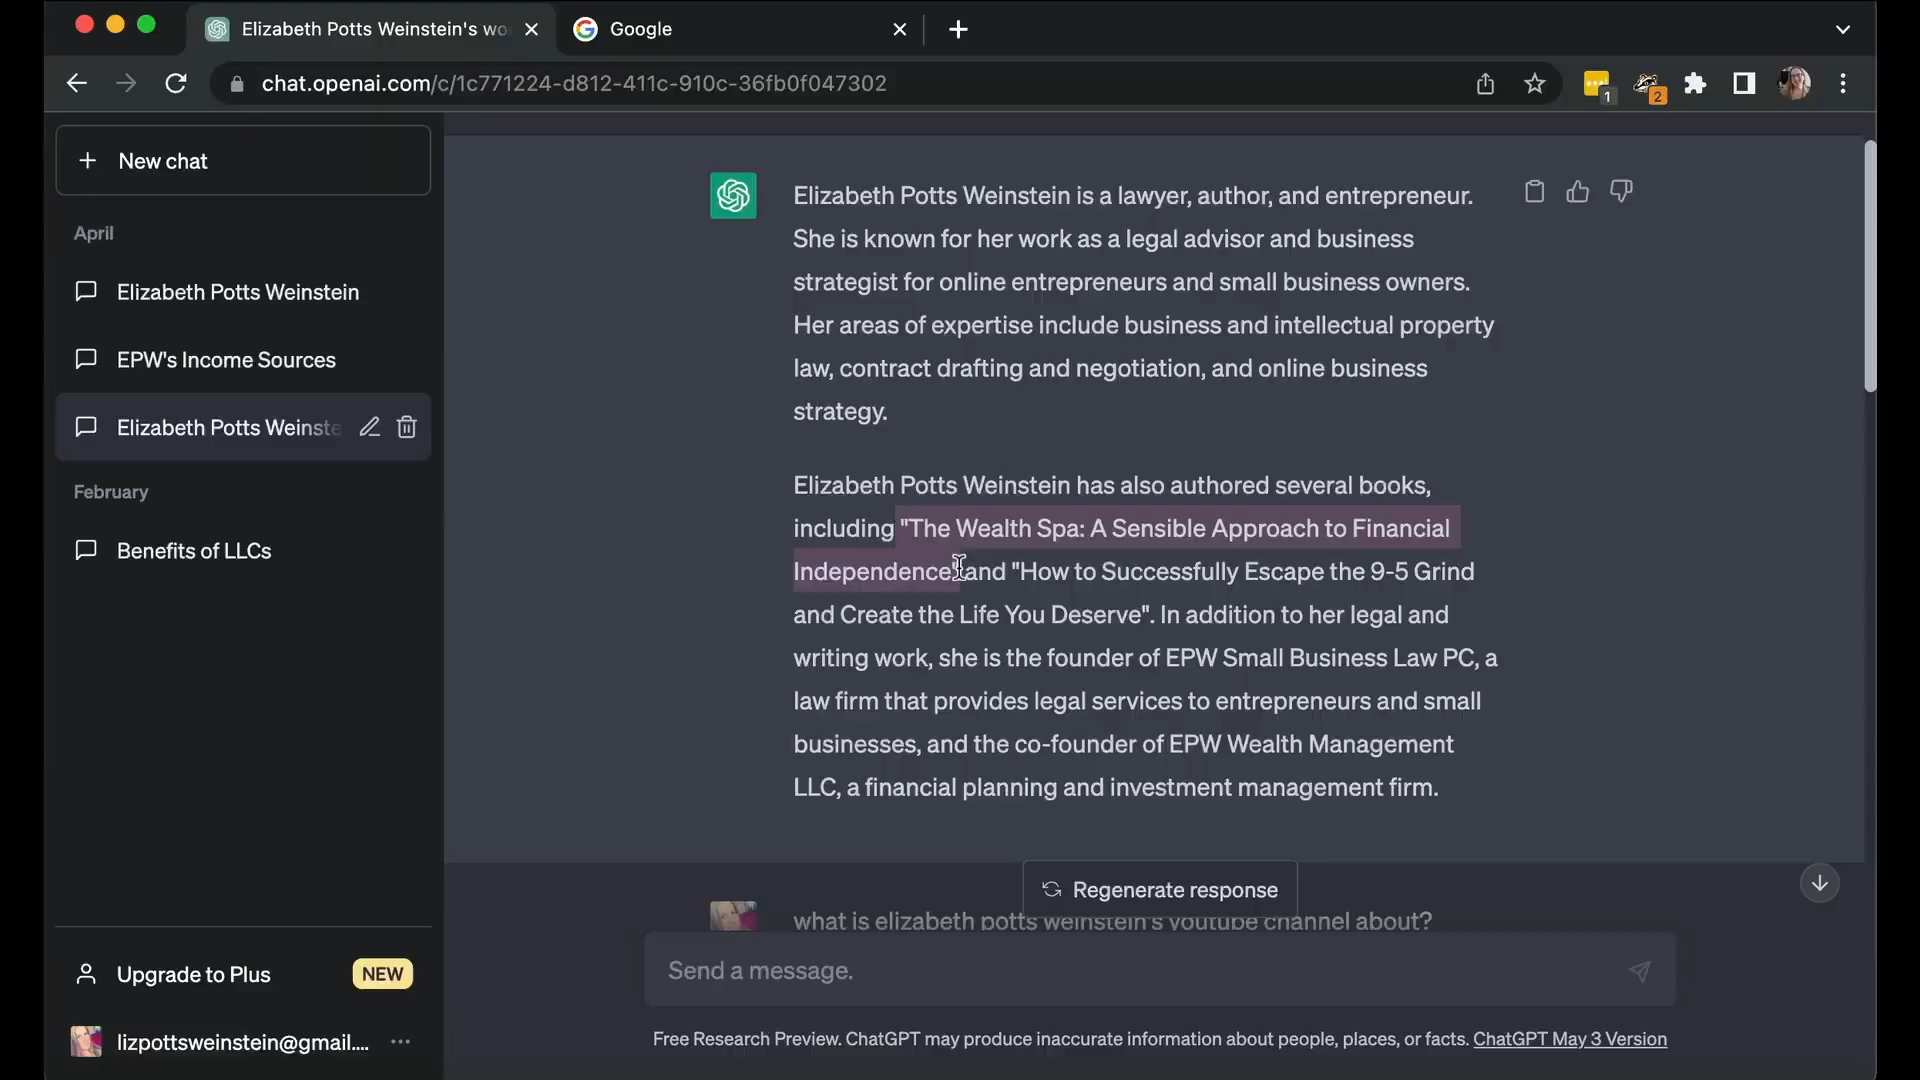 Elizabeth Potts Weinstein's wo
Google
chat.openai.com/c/1c771224-d812-411c-910c-36fb0f047302
1
2
New chat
April
Elizabeth Potts Weinstein
EPW's Income Sources
Elizabeth Potts Weinste
February
Benefits of LLCs
Upgrade to Plus
NEW
lizpottsweinstein@gmail....
Elizabeth Potts Weinstein is a lawyer, author, and entrepreneur.
She is known for her work as a legal advisor and business
strategist for online entrepreneurs and small business owners.
Her areas of expertise include business and intellectual property
law, contract drafting and negotiation, and online business
strategy.
Elizabeth Potts Weinstein has also authored several books,
including "The Wealth Spa: A Sensible Approach to Financial
Independence" and "How to Successfully Escape the 9-5 Grind
and Create the Life You Deserve". In addition to her legal and
writing work, she is the founder of EPW Small Business Law PC, a
law firm that provides legal services to entrepreneurs and small
businesses, and the co-founder of EPW Wealth Management
LLC, a financial planning and investment management firm.
Regenerate response
what is elizabeth potts weinstein's youtube channel about?
Send a message.
Free Research Preview. ChatGPT may produce inaccurate information about people, places, or facts. ChatGPT May 3 Version